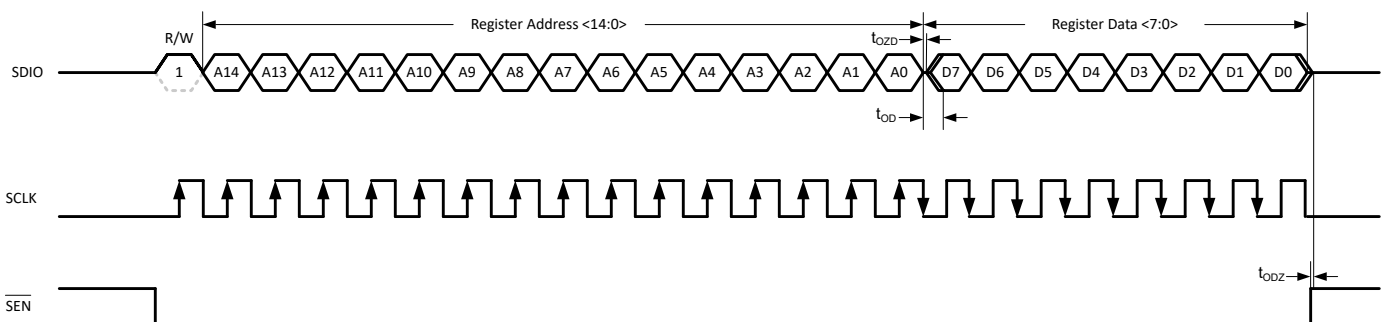 Register Address <14:0> Register Data <7:0>
R/W
tOZD
SDIO 1 A14 A13 A12 A11 A10 A9 A8 A7 A6 A5 A4 A3 A2 A1 A0 D7 D6 D5 D4 D3 D2 D1 D0
tOD
SCLK
tODZ
SEN